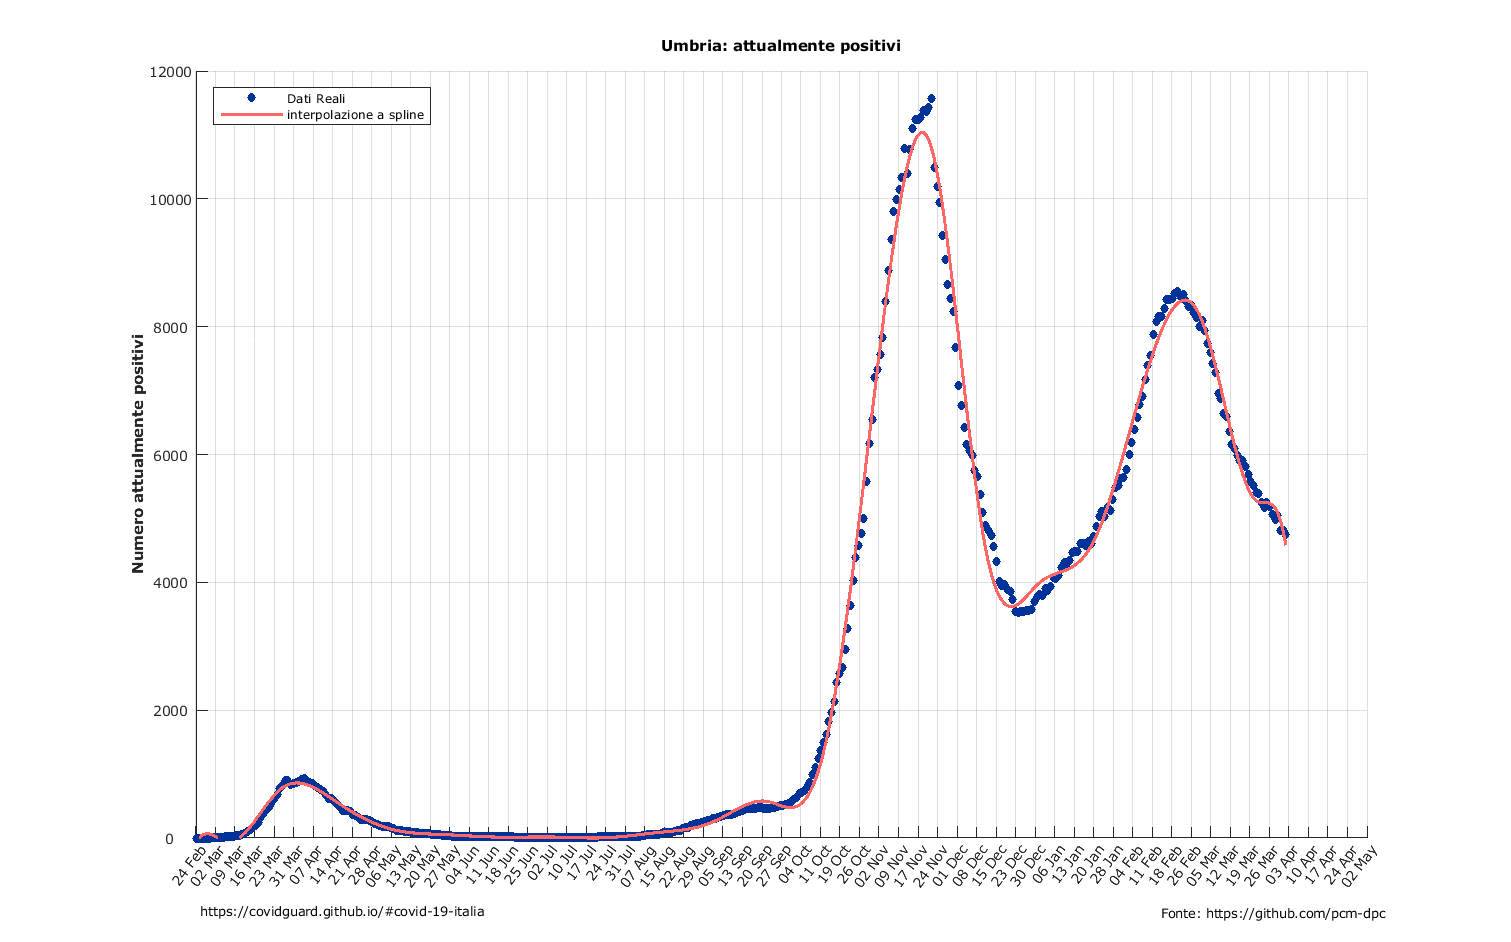 Umbria: attualmente positivi
12000
10000
8000
6000
4000
2000
0
Numero attualmente positivi
Dati Reali
interpolazione a spline
24 Feb
02 Mar
09 Mar
16 Mar
23 Mar
31 Mar
07 Apr
14 Apr
21 Apr
28 Apr
06 May
13 May
20 May
27 May
04 Jun
11 Jun
18 Jun
25 Jun
02 Jul
10 Jul
17 Jul
24 Jul
31 Jul
07 Aug
15 Aug
22 Aug
29 Aug
05 Sep
13 Sep
20 Sep
27 Sep
04 Oct
11 Oct
19 Oct
26 Oct
02 Nov
09 Nov
17 Nov
24 Nov
01 Dec
08 Dec
15 Dec
23 Dec
30 Dec
06 Jan
13 Jan
20 Jan
28 Jan
04 Feb
11 Feb
18 Feb
26 Feb
05 Mar
12 Mar
19 Mar
26 Mar
03 Apr
10 Apr
17 Apr
24 Apr
02 May
https://covidguard.github.io/#covid-19-italia
Fonte: https://github.com/pcm-dpc